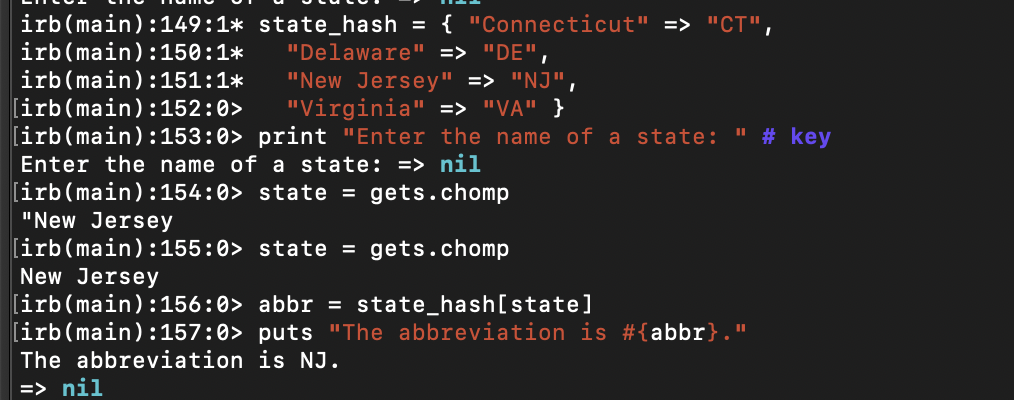 Enter the name of a state: => nil
irb(main):149:1* state_hash = { "Connecticut" => "CT",
irb(main):150:1*   "Delaware" => "DE",
irb(main):151:1*   "New Jersey" => "NJ",
[irb(main):152:0>   "Virginia" => "VA" }
[irb(main):153:0> print "Enter the name of a state: " # key
Enter the name of a state: => nil
[irb(main):154:0> state = gets.chomp
"New Jersey
[irb(main):155:0> state = gets.chomp
New Jersey
[irb(main):156:0> abbr = state_hash[state]
[irb(main):157:0> puts "The abbreviation is #{abbr}."
The abbreviation is NJ.
=> nil